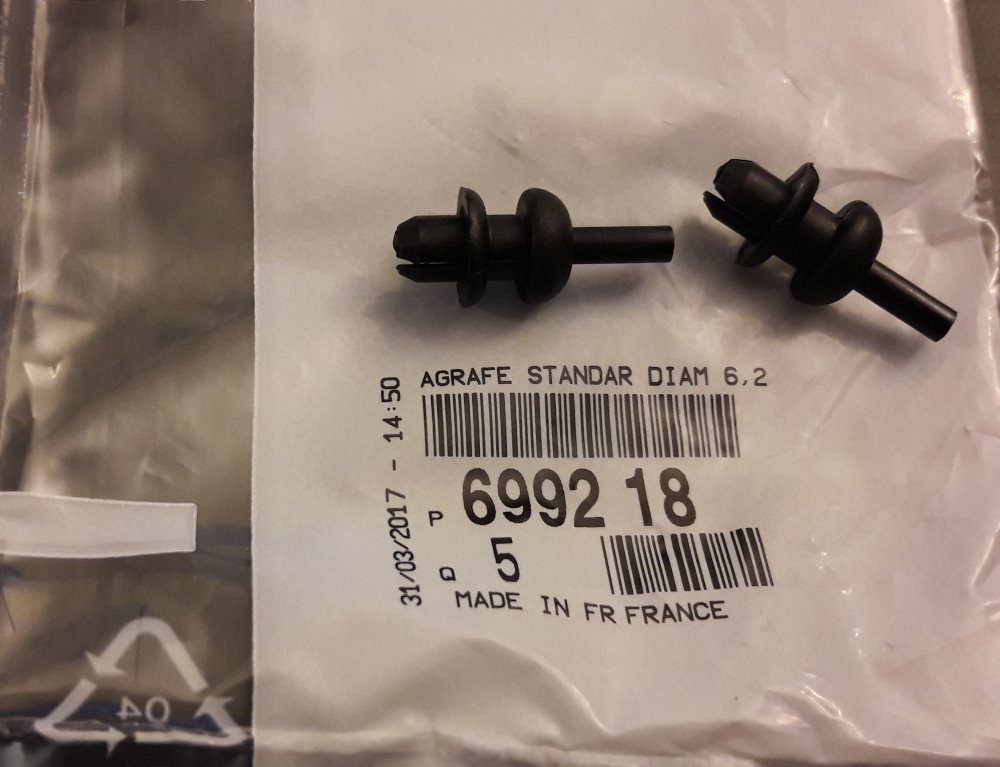 AGRAFE STANDAR DIAM 6,2
31/03/2017 - 14:50
P 6992 18
Q 5
MADE IN FR FRANCE
04